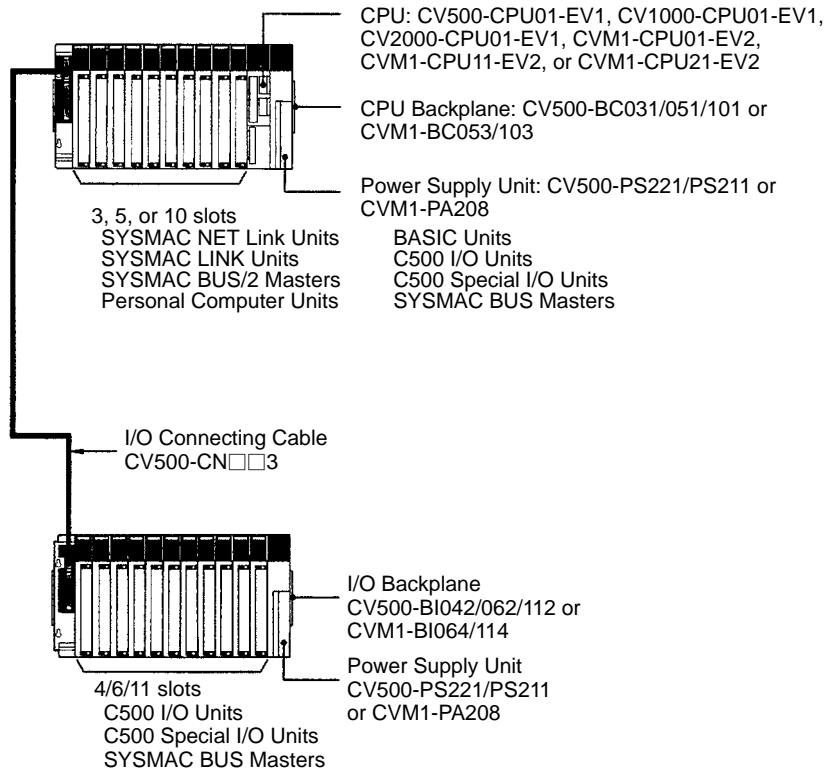 CPU: CV500-CPU01-EV1, CV1000-CPU01-EV1,
CV2000-CPU01-EV1, CVM1-CPU01-EV2,
CVM1-CPU11-EV2, or CVM1-CPU21-EV2
CPU Backplane: CV500-BC031/051/101 or
CVM1-BC053/103
Power Supply Unit: CV500-PS221/PS211 or
CVM1-PA208
3, 5, or 10 slots
SYSMAC NET Link Units
SYSMAC LINK Units
SYSMAC BUS/2 Masters
Personal Computer Units
BASIC Units
C500 I/O Units
C500 Special I/O Units
SYSMAC BUS Masters
I/O Connecting Cable
CV500-CN□□3
I/O Backplane
CV500-BI042/062/112 or
CVM1-BI064/114
Power Supply Unit
CV500-PS221/PS211
or CVM1-PA208
4/6/11 slots
C500 I/O Units
C500 Special I/O Units
SYSMAC BUS Masters